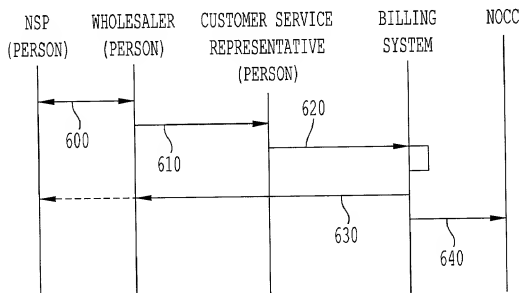 NSP
(PERSON)
WHOLESALER
(PERSON)
CUSTOMER SERVICE
REPRESENTATIVE
(PERSON)
BILLING
SYSTEM
NOCC
600
610
620
630
640